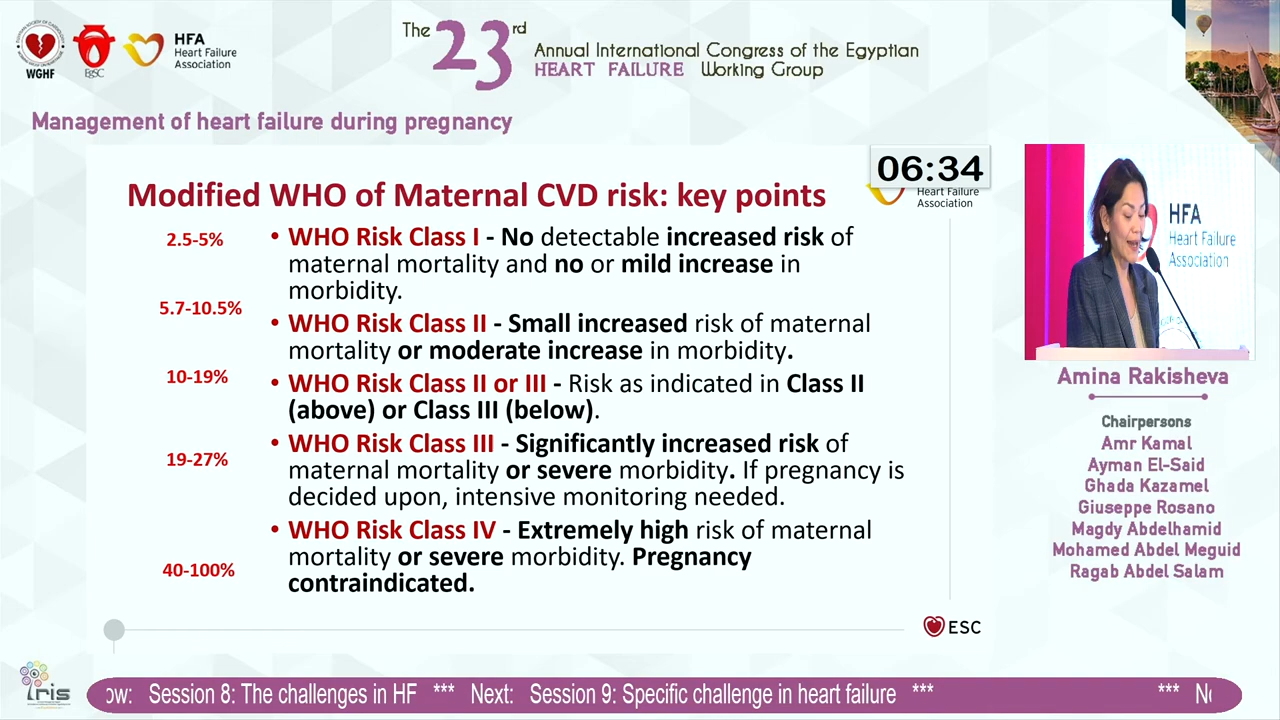 WGHF
EgSC
HFA
Heart Failure
Association
The 23rd
Annual International Congress of the Egyptian
HEART FAILURE Working Group
Management of heart failure during pregnancy
06:34
Heart Failure
Association
Modified WHO of Maternal CVD risk: key points
2.5-5%
• WHO Risk Class I - No detectable increased risk of
maternal mortality and no or mild increase in
morbidity.
5.7-10.5%
• WHO Risk Class II - Small increased risk of maternal
mortality or moderate increase in morbidity.
10-19%
• WHO Risk Class II or III - Risk as indicated in Class II
(above) or Class III (below).
19-27%
• WHO Risk Class III - Significantly increased risk of
maternal mortality or severe morbidity. If pregnancy is
decided upon, intensive monitoring needed.
40-100%
• WHO Risk Class IV - Extremely high risk of maternal
mortality or severe morbidity. Pregnancy
contraindicated.
ESC
HFA
Heart Failure
Association
Amina Rakisheva
Chairpersons
Amr Kamal
Ayman El-Said
Ghada Kazamel
Giuseppe Rosano
Magdy Abdelhamid
Mohamed Abdel Meguid
Ragab Abdel Salam
Iris
ow: Session 8: The challenges in HF *** Next: Session 9: Specific challenge in heart failure *** *** No